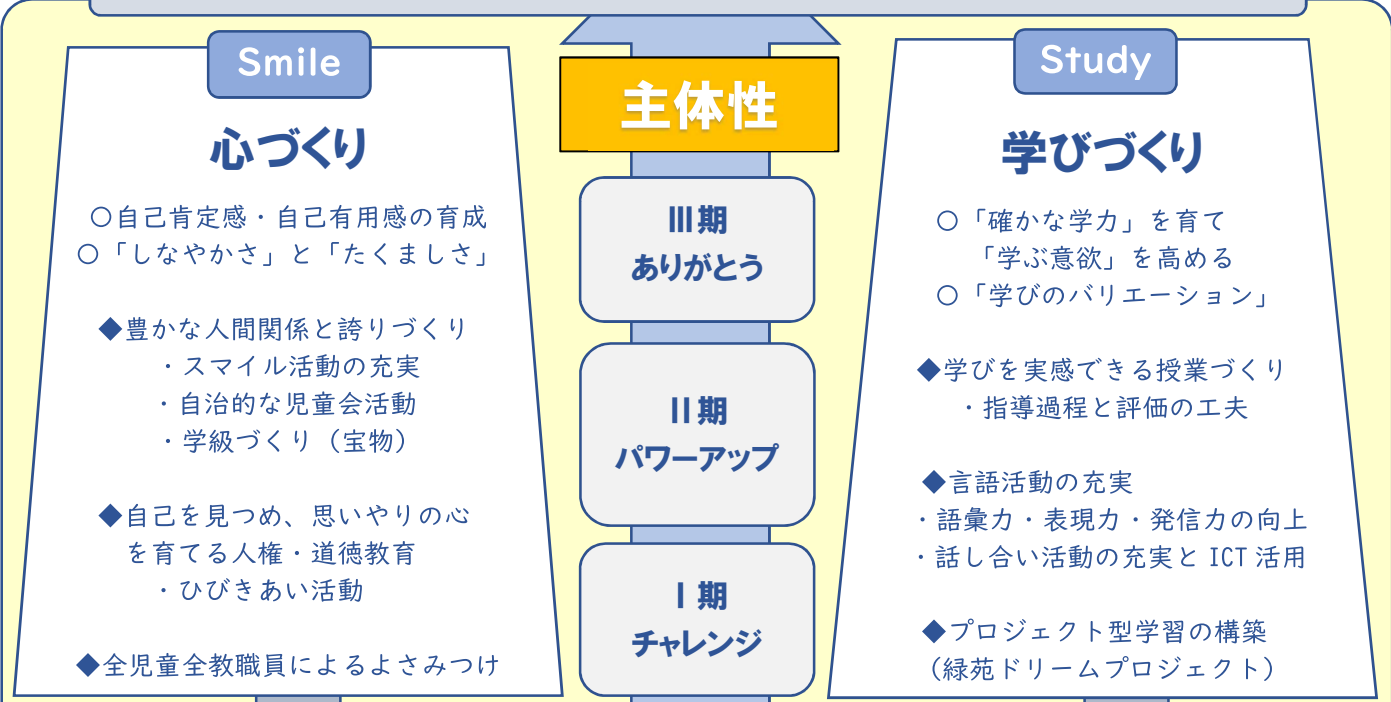 Smile
心づくり
○自己肯定感・自己有用感の育成
○「しなやかさ」と「たくましさ」
◆豊かな人間関係と誇りづくり
・スマイル活動の充実
・自治的な児童会活動
・学級づくり（宝物）
◆自己を見つめ、思いやりの心
を育てる人権・道徳教育
・ひびきあい活動
◆全児童全教職員によるよさみつけ
主体性
Ⅲ期
ありがとう
Ⅱ期
パワーアップ
Ⅰ期
チャレンジ
Study
学びづくり
○「確かな学力」を育て
「学ぶ意欲」を高める
○「学びのバリエーション」
◆学びを実感できる授業づくり
・指導過程と評価の工夫
◆言語活動の充実
・語彙力・表現力・発信力の向上
・話し合い活動の充実と ICT 活用
◆プロジェクト型学習の構築
（緑苑ドリームプロジェクト）